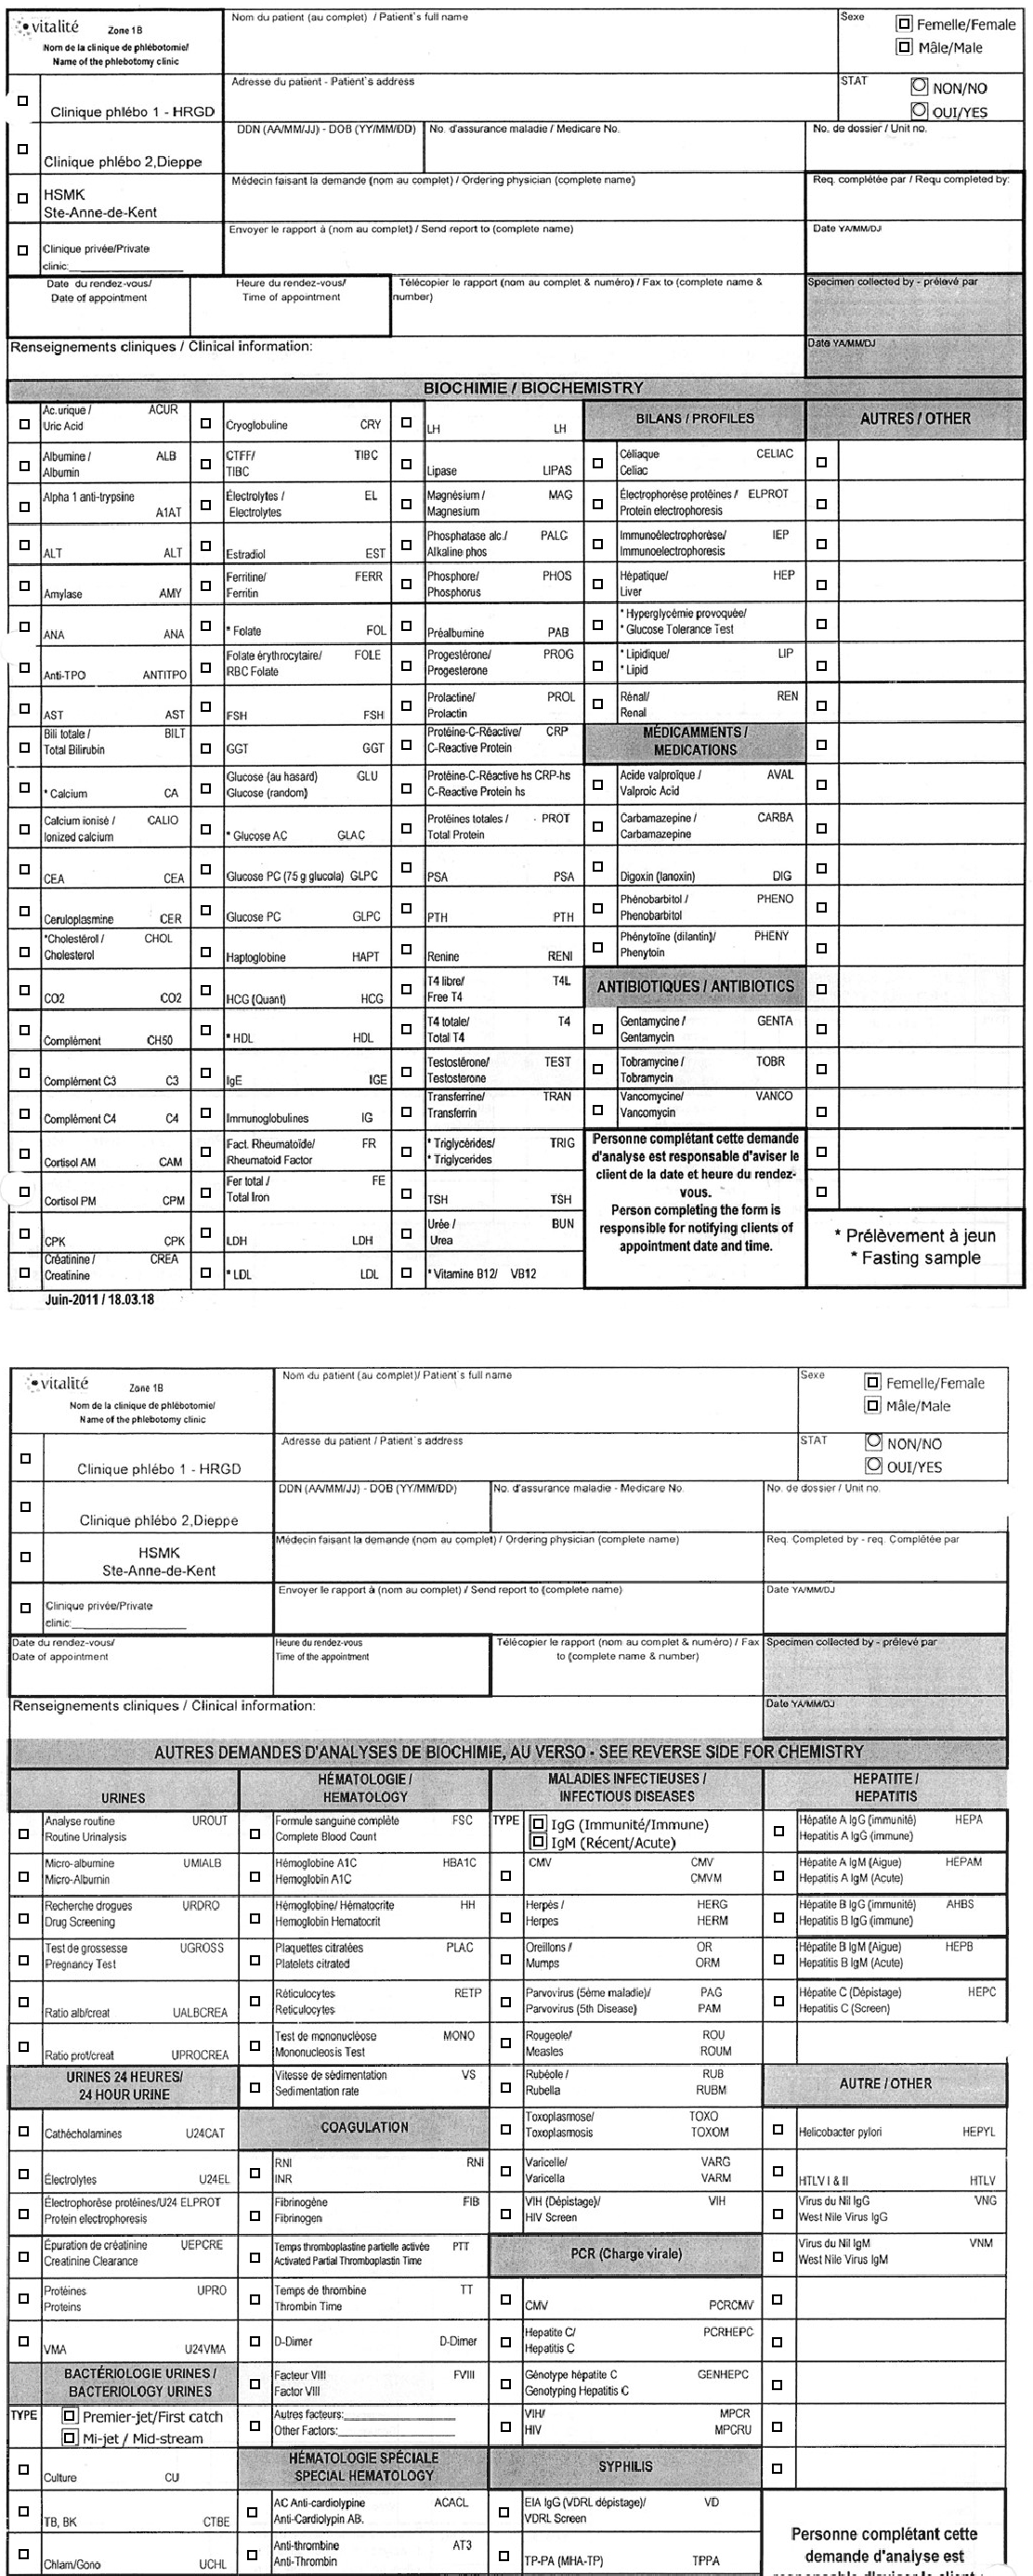 vitalité Zone 1B
Nom de la clinique de phlébotomie/
Name of the phlebotomy clinic
Nom du patient (au complet) / Patient's full name
Sexe
Femelle/Female
Mâle/Male
Clinique phlébo 1 - HRGD
Adresse du patient - Patient's address
STAT
NON/NO
OUI/YES
Clinique phlébo 2,Dieppe
DDN (AA/MM/JJ) - DOB (YY/MM/DD)
No. d'assurance maladie / Medicare No.
No. de dossier / Unit no.
HSMK
Ste-Anne-de-Kent
Médecin faisant la demande (nom au complet) / Ordering physician (complete name)
Req. complétée par / Requ completed by:
Clinique privée/Private
clinic:
Envoyer le rapport à (nom au complet) / Send report to (complete name)
Date YA/MM/DJ
Date du rendez-vous/
Date of appointment
Heure du rendez-vous/
Time of appointment
Télécopier le rapport (nom au complet & numéro) / Fax to (complete name &
number)
Specimen collected by - prélevé par
Renseignements cliniques / Clinical information:
Date YA/MM/DJ
BIOCHIMIE / BIOCHEMISTRY
Ac.urique / ACUR
Uric Acid
Albumine / ALB
Albumin
Alpha 1 anti-trypsine
A1AT
ALT ALT
Amylase AMY
ANA ANA
Anti-TPO ANTITPO
AST AST
Bili totale / BILT
Total Bilirubin
* Calcium CA
Calcium ionisé / CALIO
Ionized calcium
CEA CEA
Ceruloplasmine CER
*Cholestérol / CHOL
Cholesterol
CO2 CO2
Complément CH50
Complément C3 C3
Complément C4 C4
Cortisol AM CAM
Cortisol PM CPM
CPK CPK
Créatinine / CREA
Creatinine
Cryoglobuline CRY
CTFF/ TIBC
TIBC
Électrolytes / EL
Electrolytes
Estradiol EST
Ferritine/ FERR
Ferritin
* Folate FOL
Folate érythrocytaire/ FOLE
RBC Folate
FSH FSH
GGT GGT
Glucose (au hasard) GLU
Glucose (random)
* Glucose AC GLAC
Glucose PC (75 g glucola) GLPC
Glucose PC GLPC
Haptoglobine HAPT
HCG (Quant) HCG
* HDL HDL
IgE IGE
Immunoglobulines IG
Fact. Rheumatoïde/ FR
Rheumatoid Factor
Fer total / FE
Total Iron
LDH LDH
* LDL LDL
LH LH
Lipase LIPAS
Magnésium / MAG
Magnesium
Phosphatase alc./ PALC
Alkaline phos
Phosphore/ PHOS
Phosphorus
Préalbumine PAB
Progestérone/ PROG
Progesterone
Prolactine/ PROL
Prolactin
Protéine-C-Réactive/ CRP
C-Reactive Protein
Protéine-C-Réactive hs CRP-hs
C-Reactive Protein hs
Protéines totales / PROT
Total Protein
PSA PSA
PTH PTH
Renine RENI
T4 libre/ T4L
Free T4
T4 totale/ T4
Total T4
Testostérone/ TEST
Testosterone
Transferrine/ TRAN
Transferrin
* Triglycérides/ TRIG
* Triglycerides
TSH TSH
Urée / BUN
Urea
* Vitamine B12/ VB12
BILANS / PROFILES
Céliaque CELIAC
Celiac
Électrophorèse protéines / ELPROT
Protein electrophoresis
Immunoélectrophorèse/ IEP
Immunoelectrophoresis
Hépatique/ HEP
Liver
* Hyperglycémie provoquée/
* Glucose Tolerance Test
* Lipidique/ LIP
* Lipid
Rénal/ REN
Renal
MÉDICAMMENTS /
MEDICATIONS
Acide valproïque / AVAL
Valproic Acid
Carbamazepine / CARBA
Carbamazepine
Digoxin (lanoxin) DIG
Phénobarbitol / PHENO
Phenobarbitol
Phénytoïne (dilantin)/ PHENY
Phenytoin
ANTIBIOTIQUES / ANTIBIOTICS
Gentamycine / GENTA
Gentamycin
Tobramycine / TOBR
Tobramycin
Vancomycine/ VANCO
Vancomycin
Personne complétant cette demande
d'analyse est responsable d'aviser le
client de la date et heure du rendez-
vous.
Person completing the form is
responsible for notifying clients of
appointment date and time.
AUTRES / OTHER
* Prélèvement à jeun
* Fasting sample
Juin-2011 / 18.03.18
vitalité Zone 1B
Nom de la clinique de phlébotomie/
Name of the phlebotomy clinic
Nom du patient (au complet)/ Patient's full name
Sexe
Femelle/Female
Mâle/Male
Clinique phlébo 1 - HRGD
Adresse du patient / Patient's address
STAT
NON/NO
OUI/YES
Clinique phlébo 2,Dieppe
DDN (AA/MM/JJ) - DOB (YY/MM/DD)
No. d'assurance maladie - Medicare No.
No. de dossier / Unit no.
HSMK
Ste-Anne-de-Kent
Médecin faisant la demande (nom au complet) / Ordering physician (complete name)
Req. Completed by - req. Complétée par
Clinique privée/Private
clinic:
Envoyer le rapport à (nom au complet) / Send report to (complete name)
Date YA/MM/DJ
Date du rendez-vous/
Date of appointment
Heure du rendez-vous
Time of the appointment
Télécopier le rapport (nom au complet & numéro) / Fax
to (complete name & number)
Specimen collected by - prélevé par
Renseignements cliniques / Clinical information:
Date YA/MM/DJ
AUTRES DEMANDES D'ANALYSES DE BIOCHIMIE, AU VERSO - SEE REVERSE SIDE FOR CHEMISTRY
URINES
Analyse routine UROUT
Routine Urinalysis
Micro-albumine UMIALB
Micro-Albumin
Recherche drogues URDRO
Drug Screening
Test de grossesse UGROSS
Pregnancy Test
Ratio alb/creat UALBCREA
Ratio prot/creat UPROCREA
URINES 24 HEURES/
24 HOUR URINE
Cathécholamines U24CAT
Électrolytes U24EL
Électrophorèse protéines/U24 ELPROT
Protein electrophoresis
Épuration de créatinine UEPCRE
Creatinine Clearance
Protéines UPRO
Proteins
VMA U24VMA
BACTÉRIOLOGIE URINES /
BACTERIOLOGY URINES
TYPE
Premier-jet/First catch
Mi-jet / Mid-stream
Culture CU
TB, BK CTBE
Chlam/Gono UCHL
HÉMATOLOGIE /
HEMATOLOGY
Formule sanguine complète FSC
Complete Blood Count
Hémoglobine A1C HBA1C
Hemoglobin A1C
Hémoglobine/ Hématocrite HH
Hemoglobin Hematocrit
Plaquettes citratées PLAC
Platelets citrated
Réticulocytes RETP
Reticulocytes
Test de mononucléose MONO
Mononucleosis Test
Vitesse de sédimentation VS
Sedimentation rate
COAGULATION
RNI RNI
INR
Fibrinogène FIB
Fibrinogen
Temps thromboplastine partielle activée PTT
Activated Partial Thromboplastin Time
Temps de thrombine TT
Thrombin Time
D-Dimer D-Dimer
Facteur VIII FVIII
Factor VIII
Autres facteurs:
Other Factors:
HÉMATOLOGIE SPÉCIALE
SPECIAL HEMATOLOGY
AC Anti-cardiolypine ACACL
Anti-Cardiolypin AB.
Anti-thrombine AT3
Anti-Thrombin
MALADIES INFECTIEUSES /
INFECTIOUS DISEASES
TYPE
IgG (Immunité/Immune)
IgM (Récent/Acute)
CMV CMV
CMVM
Herpès / HERG
Herpes HERM
Oreillons / OR
Mumps ORM
Parvovirus (5ème maladie)/ PAG
Parvovirus (5th Disease) PAM
Rougeole/ ROU
Measles ROUM
Rubéole / RUB
Rubella RUBM
Toxoplasmose/ TOXO
Toxoplasmosis TOXOM
Varicelle/ VARG
Varicella VARM
VIH (Dépistage)/ VIH
HIV Screen
PCR (Charge virale)
CMV PCRCMV
Hepatite C/ PCRHEPC
Hepatitis C
Génotype hépatite C GENHEPC
Genotyping Hepatitis C
VIH/ MPCR
HIV MPCRU
SYPHILIS
EIA IgG (VDRL dépistage)/ VD
VDRL Screen
TP-PA (MHA-TP) TPPA
HEPATITE /
HEPATITIS
Hépatite A IgG (immunité) HEPA
Hepatitis A IgG (immune)
Hépatite A IgM (Aigue) HEPAM
Hepatitis A IgM (Acute)
Hépatite B IgG (immunité) AHBS
Hepatitis B IgG (immune)
Hépatite B IgM (Aigue) HEPB
Hepatitis B IgM (Acute)
Hépatite C (Dépistage) HEPC
Hepatitis C (Screen)
AUTRE / OTHER
Helicobacter pylori HEPYL
HTLV I & II HTLV
Virus du Nil IgG VNG
West Nile Virus IgG
Virus du Nil IgM VNM
West Nile Virus IgM
Personne complétant cette
demande d'analyse est